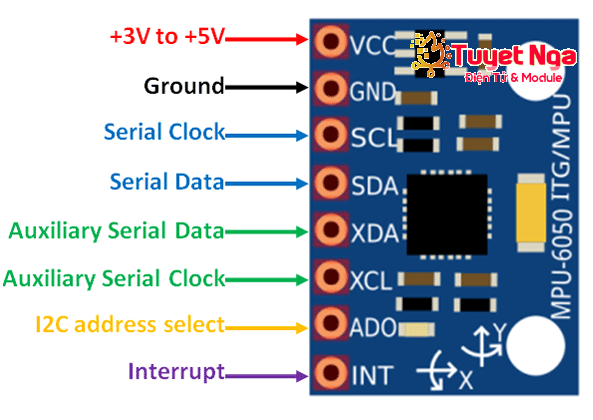 +3V to +5V
VCC
Tuyet Nga
Điện Tử & Module
Ground
GND
Serial Clock
SCL
Serial Data
SDA
Auxiliary Serial Data
XDA
Auxiliary Serial Clock
XCL
I2C address select
ADO
Interrupt
INT
MPU-6050 ITG/MPU
Y
X